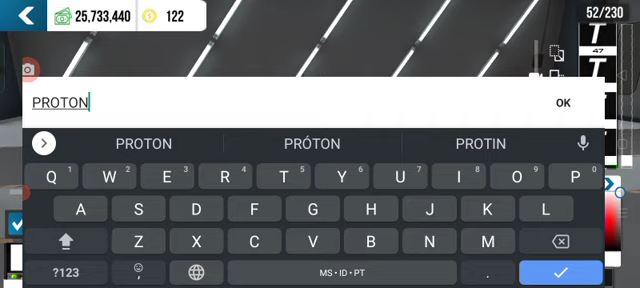 25,733,440 122 52/230
T
47
T
PROTON OK
PROTON PRÓTON PROTIN
Q 1 W 2 E 3 R 4 T 5 Y 6 U 7 I 8 O 9 P 0
A S D F G H J K L
Z X C V B N M
?123 , MS • ID • PT .